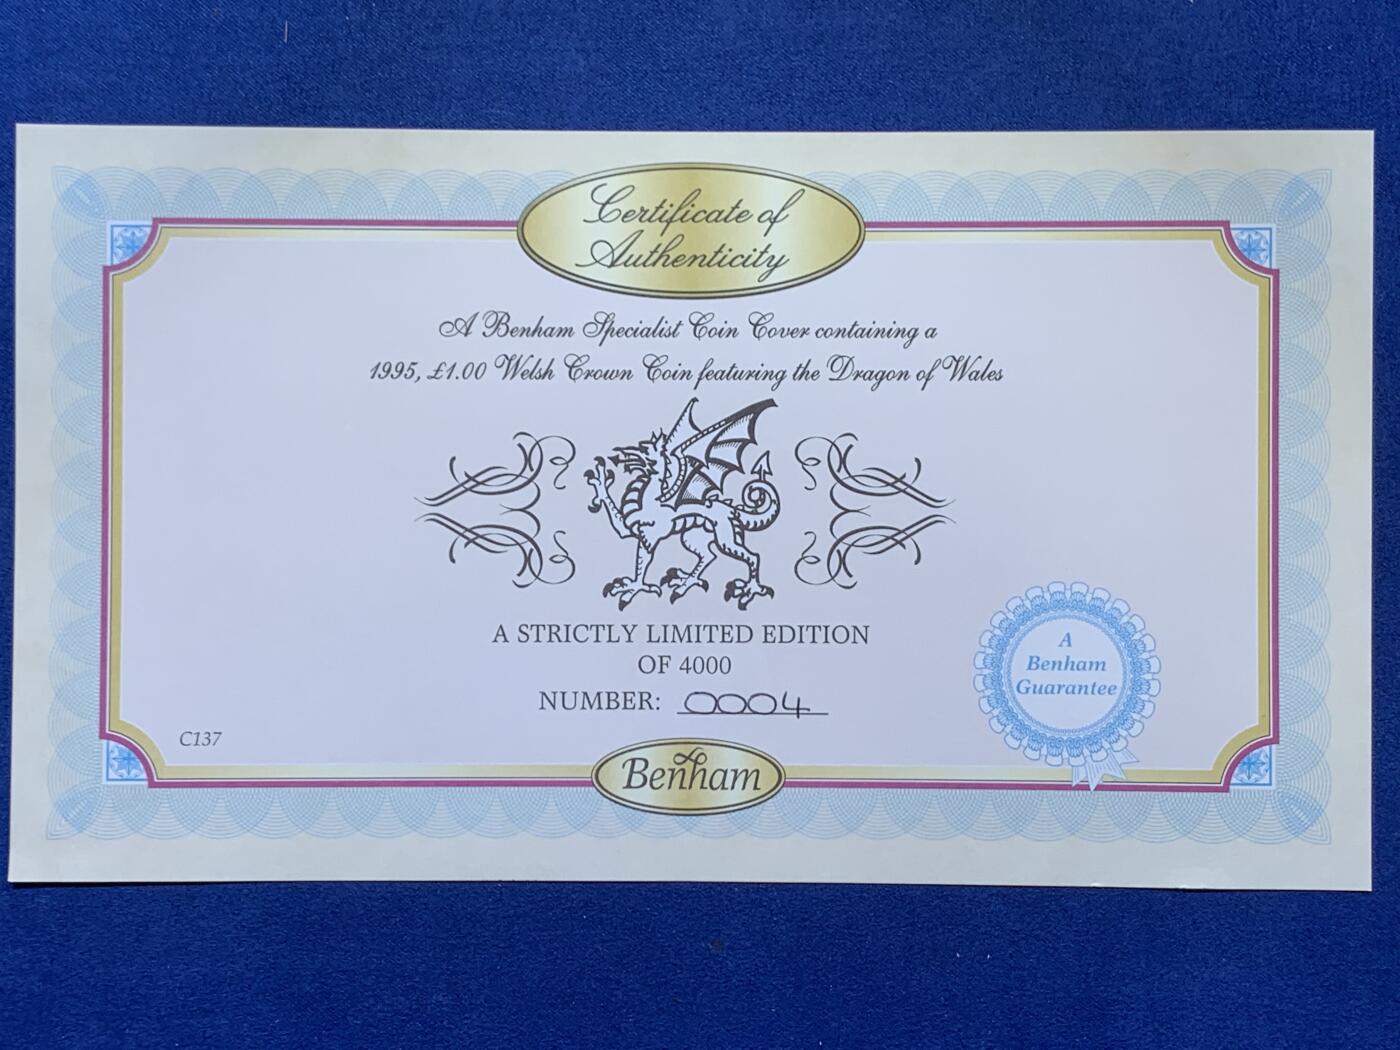 Certificate of
Authenticity
A Benham Specialist Coin Cover containing a
1995, £1.00 Welsh Crown Coin featuring the Dragon of Wales
A STRICTLY LIMITED EDITION
OF 4000
NUMBER: 0004
A
Benham
Guarantee
C137
Benham